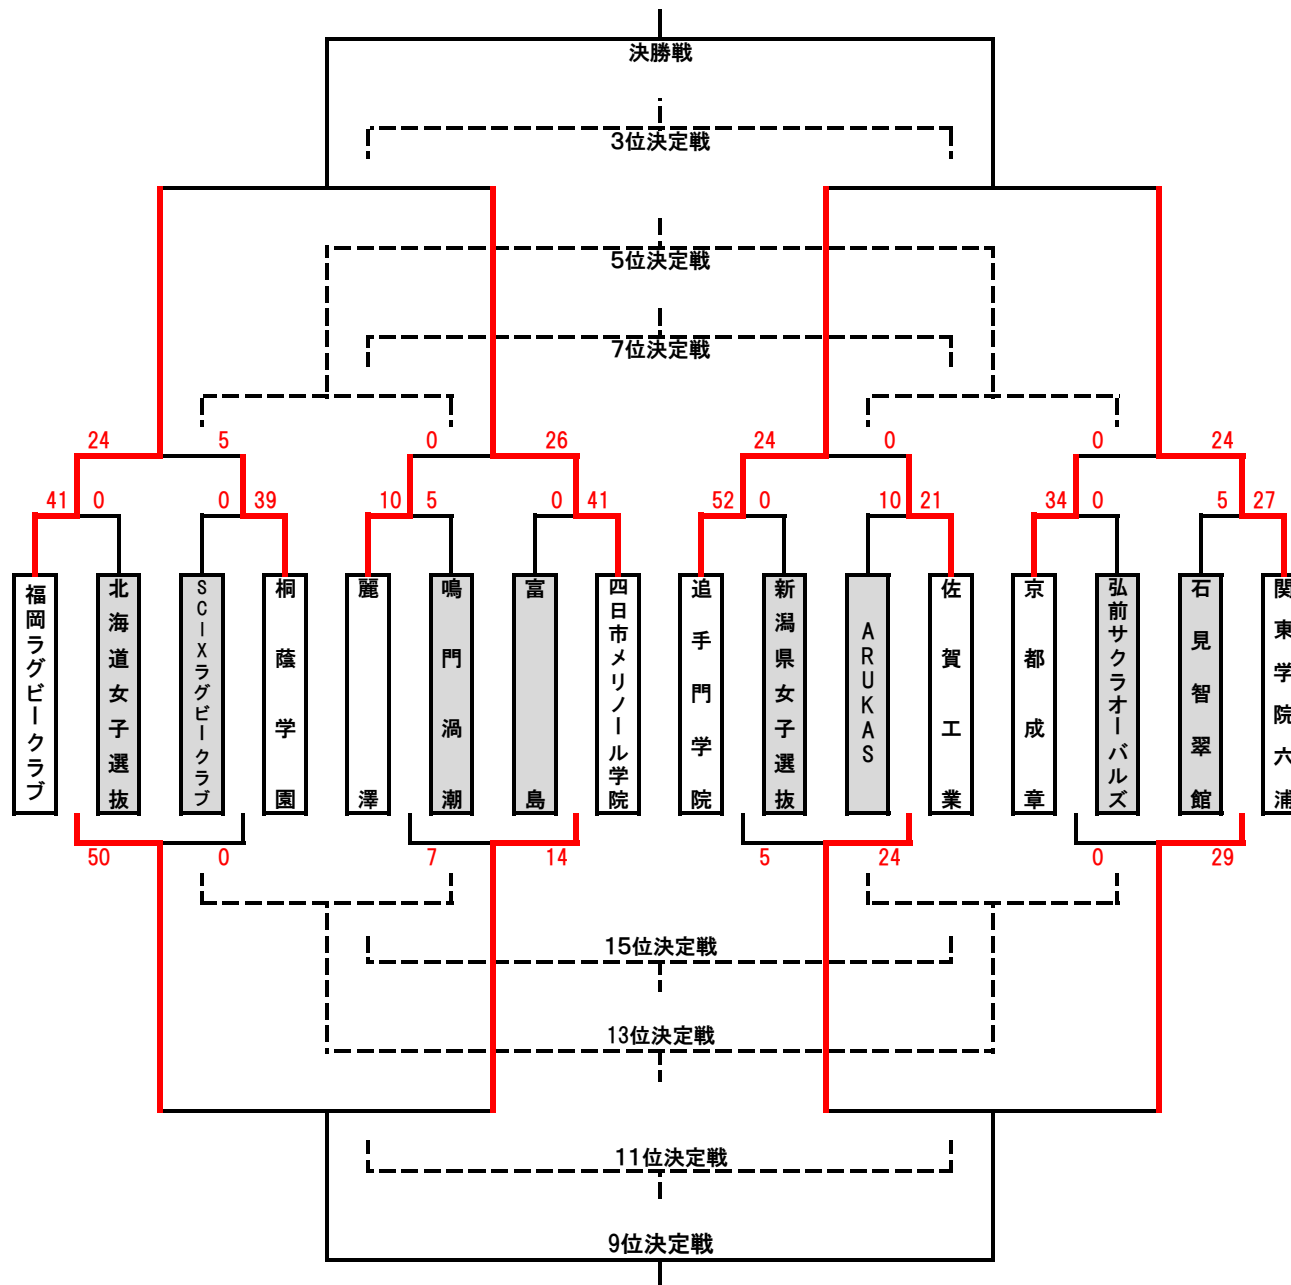 決勝戦
3位決定戦
5位決定戦
7位決定戦
24 5 0 26 24 0 0 24
41 0 0 39 10 5 0 41 52 0 10 21 34 0 5 27
福岡ラグビークラブ
北海道女子選抜
SCIXラグビークラブ
桐蔭学園
麗澤
鳴門渦潮
富島
四日市メリノール学院
追手門学院
新潟県女子選抜
ARUKAS
佐賀工業
京都成章
弘前サクラオーバルズ
石見智翠館
関東学院六浦
50 0 7 14 5 24 0 29
15位決定戦
13位決定戦
11位決定戦
9位決定戦